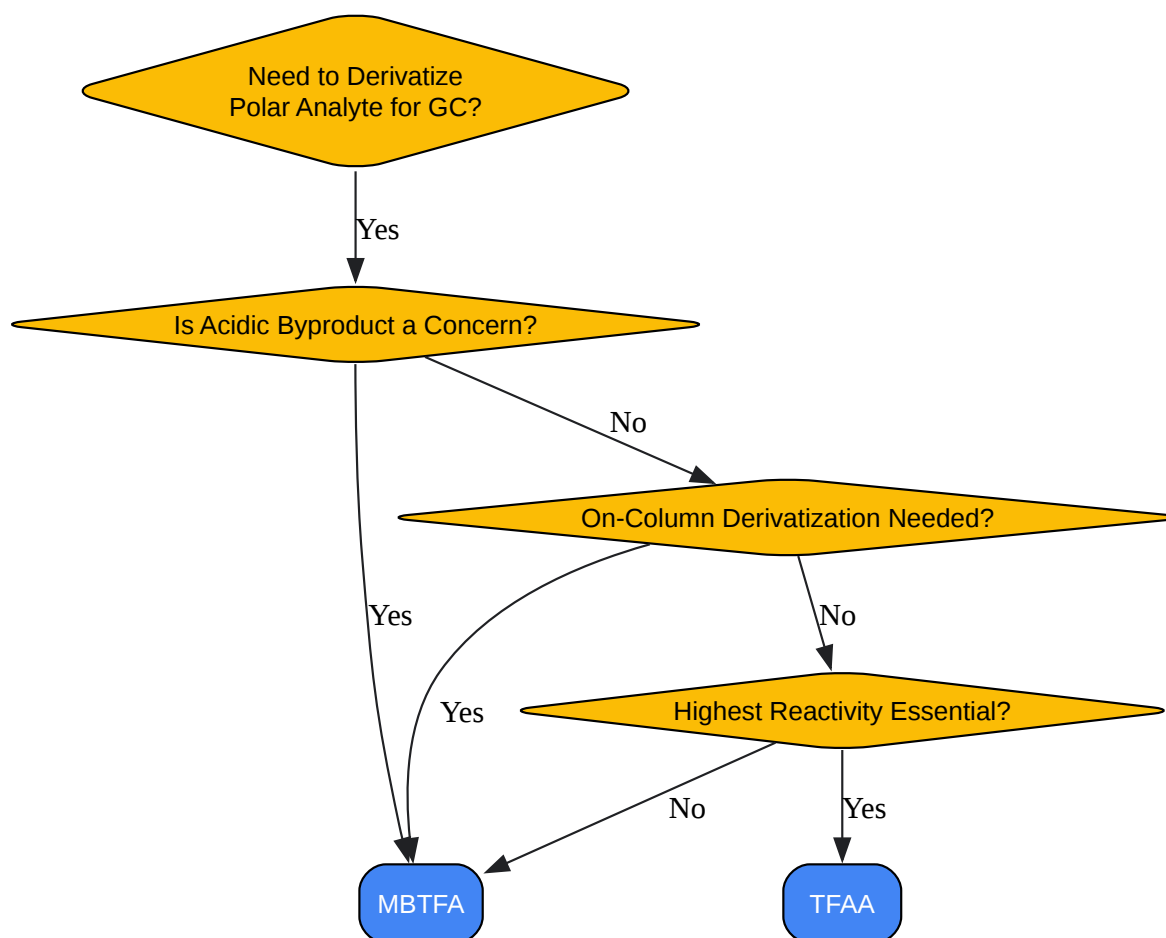 Need to Derivatize
Polar Analyte for GC?
Yes
Is Acidic Byproduct a Concern?
No
On-Column Derivatization Needed?
Yes
No
Yes
Highest Reactivity Essential?
No
Yes
MBTFA
TFAA